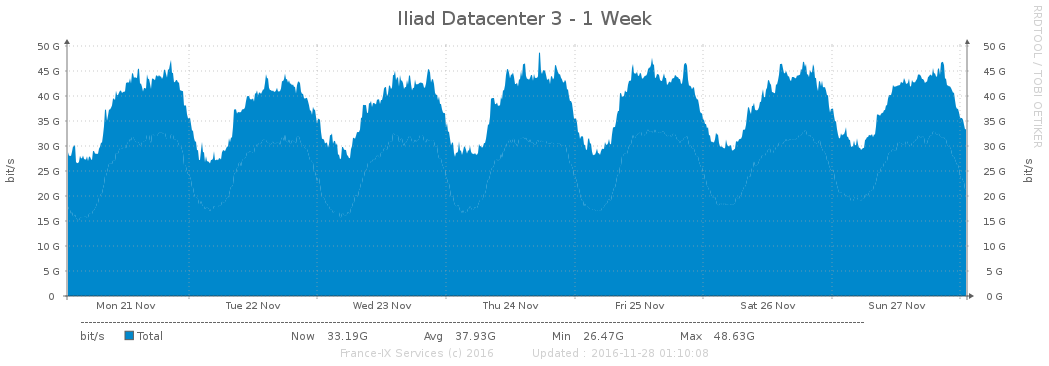 Iliad Datacenter 3 - 1 Week
RRDTOOL / TOBI OETIKER
50 G 50 G
45 G 45 G
40 G 40 G
35 G 35 G
30 G 30 G
25 G 25 G
20 G 20 G
15 G 15 G
10 G 10 G
5 G 5 G
0 0 G
bit/s bit/s
Mon 21 Nov Tue 22 Nov Wed 23 Nov Thu 24 Nov Fri 25 Nov Sat 26 Nov Sun 27 Nov
bit/s Total Now 33.19G Avg 37.93G Min 26.47G Max 48.63G
France-IX Services (c) 2016 Updated : 2016-11-28 01:10:08